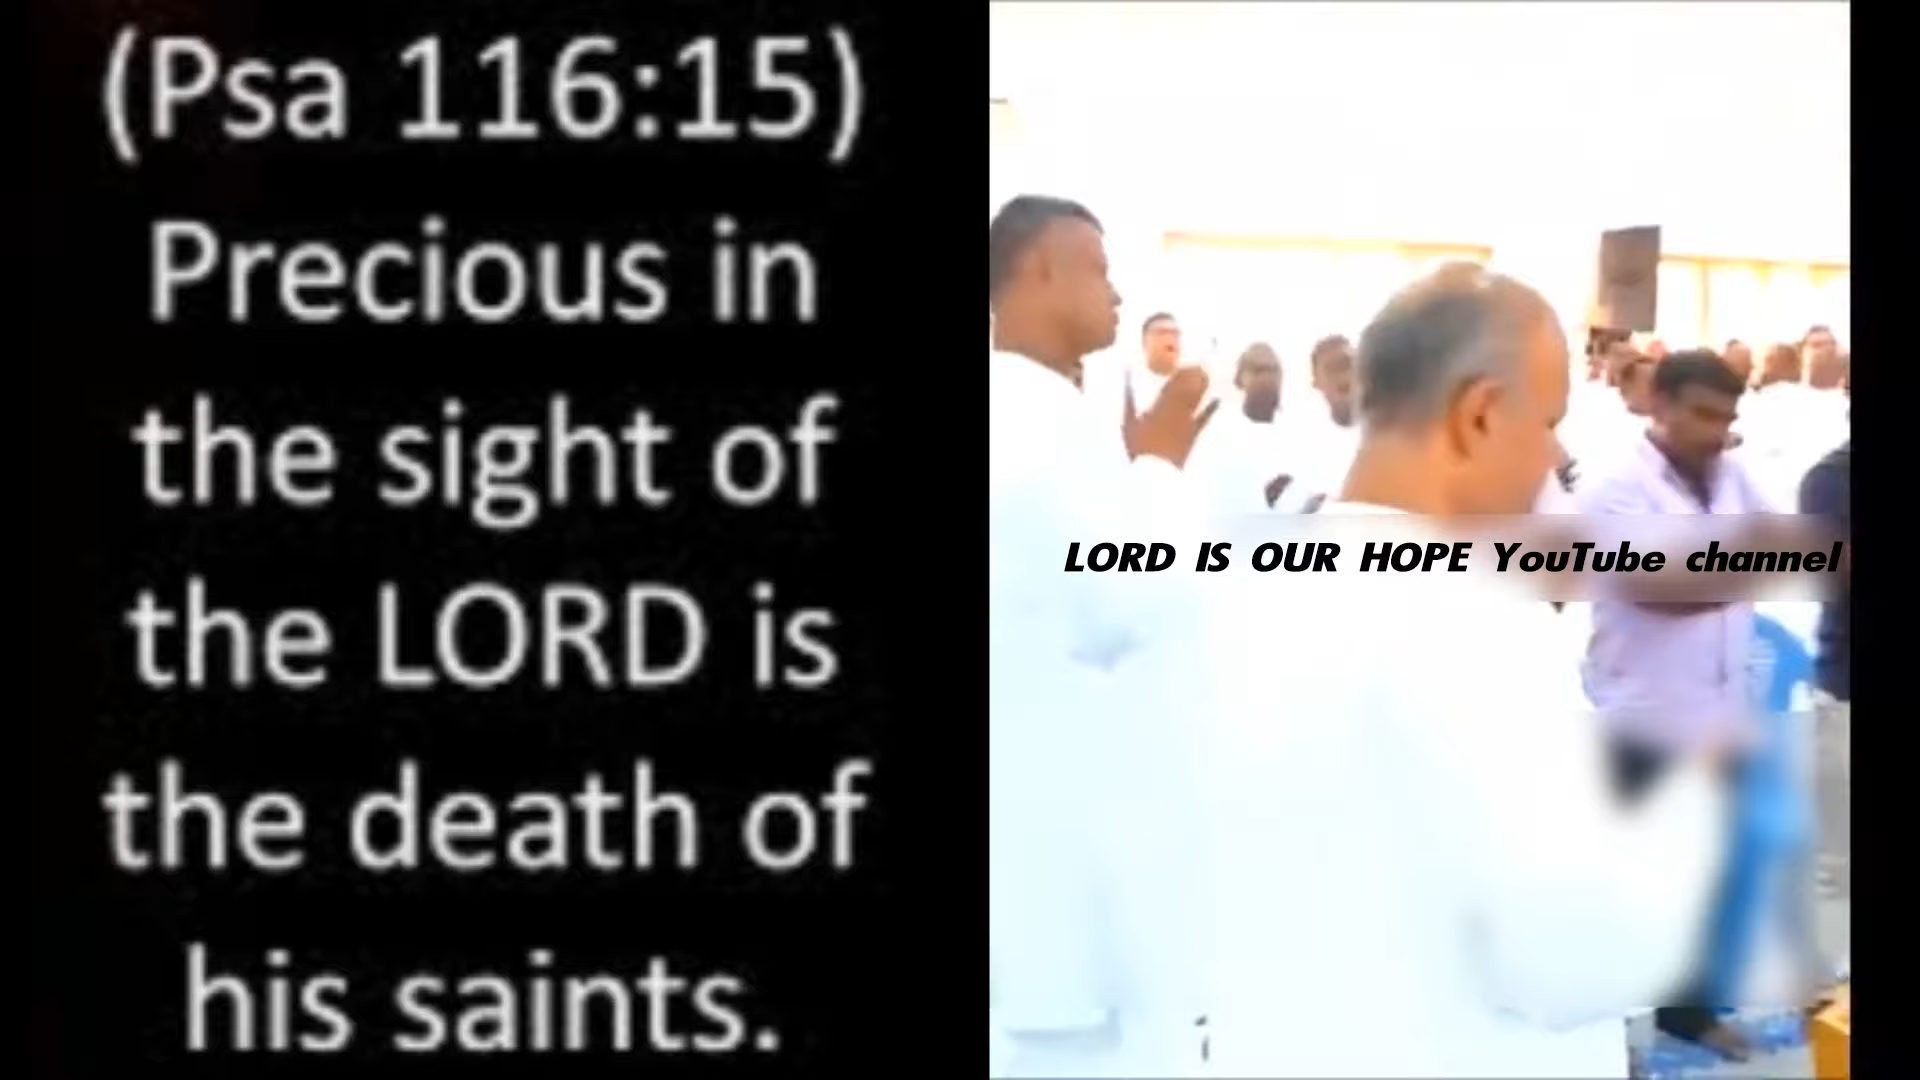 (Psa 116:15)
Precious in
the sight of
the LORD is
the death of
his saints.
LORD IS OUR HOPE YouTube channel